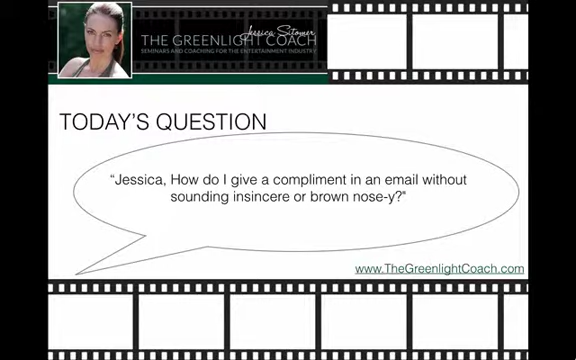 Jessica Sitomer
THE GREENLIGHT COACH
SEMINARS AND COACHING FOR THE ENTERTAINMENT INDUSTRY
TODAY'S QUESTION
“Jessica, How do I give a compliment in an email without
sounding insincere or brown nose-y?"
www.TheGreenlightCoach.com